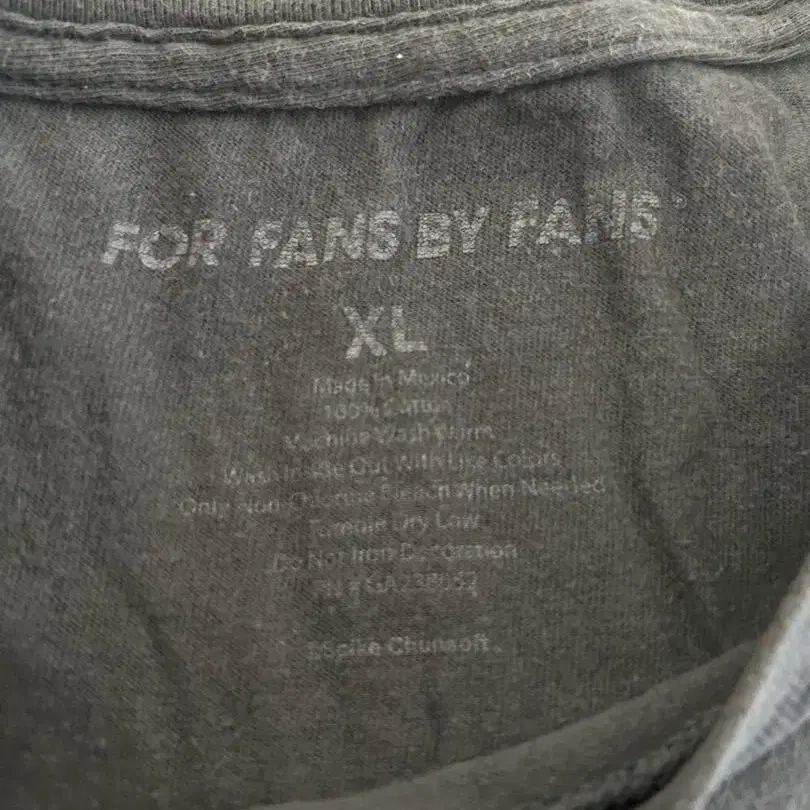 FOR FANS BY FANS®
XL
Made In Mexico
100% Cotton
Machine Wash Warm
Wash Inside Out With Like Colors
Only Non-Chlorine Bleach When Needed
Tumble Dry Low
Do Not Iron Decoration
©Spike Chunsoft